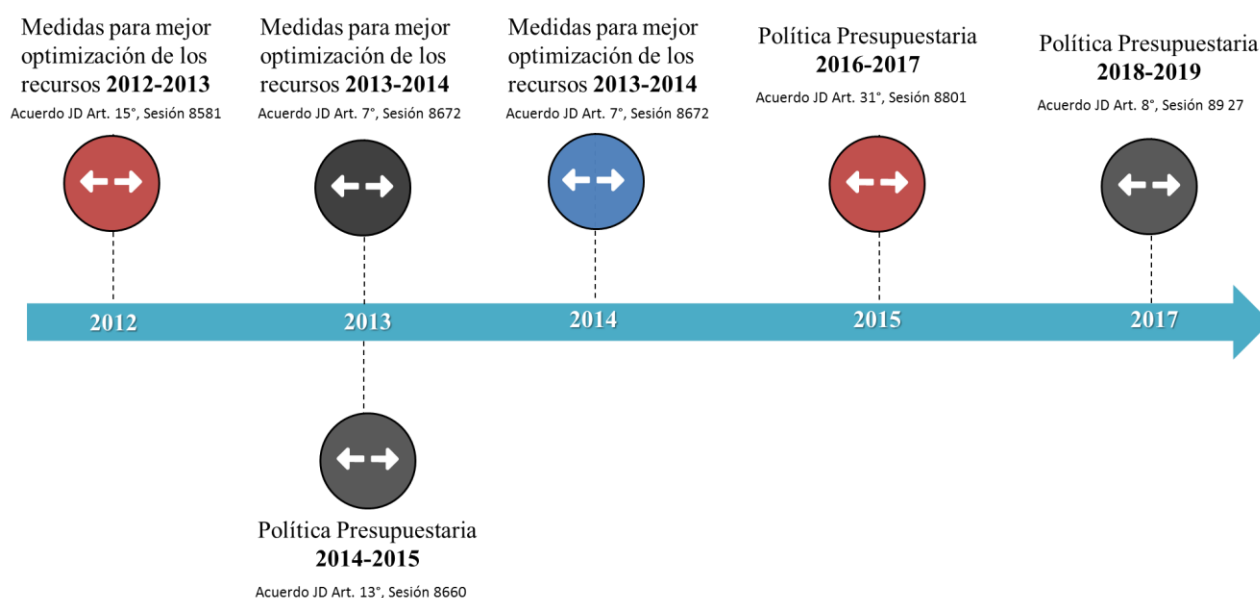 Medidas para mejor
optimización de los
recursos 2012-2013
Acuerdo JD Art. 15°, Sesión 8581
Medidas para mejor
optimización de los
recursos 2013-2014
Acuerdo JD Art. 7°, Sesión 8672
Medidas para mejor
optimización de los
recursos 2013-2014
Acuerdo JD Art. 7°, Sesión 8672
Política Presupuestaria
2016-2017
Acuerdo JD Art. 31°, Sesión 8801
Política Presupuestaria
2018-2019
Acuerdo JD Art. 8°, Sesión 89 27
2012
2013
2014
2015
2017
Política Presupuestaria
2014-2015
Acuerdo JD Art. 13°, Sesión 8660